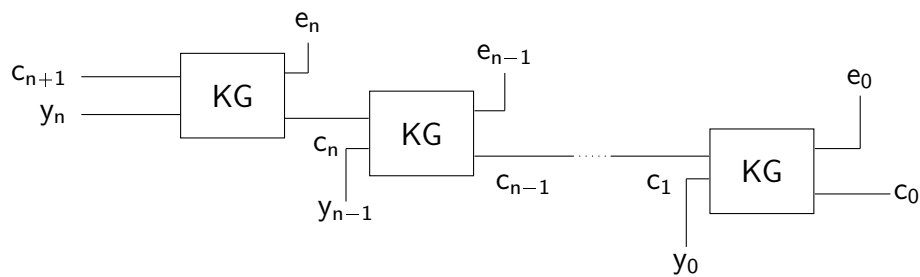 e_n
c_{n+1} KG
y_n
e_{n−1}
c_n KG
y_{n−1}
c_{n−1}
e_0
c_1 KG c_0
y_0